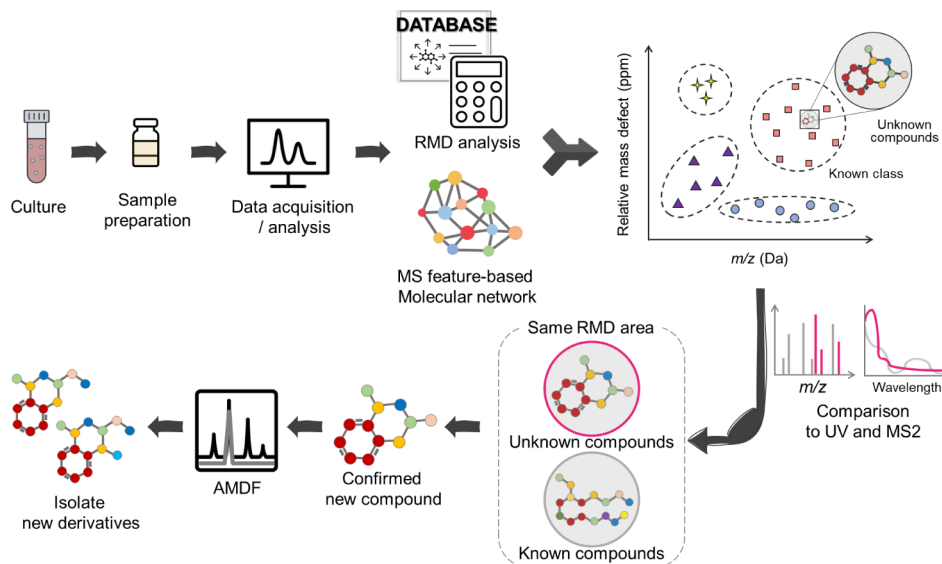 DATABASE
RMD analysis
Culture
Sample
preparation
Data acquisition
/ analysis
MS feature-based
Molecular network
Relative mass defect (ppm)
Unknown
compounds
Known class
m/z (Da)
m/z
Wavelength
Comparison
to UV and MS2
Same RMD area
Unknown compounds
Known compounds
Confirmed
new compound
AMDF
Isolate
new derivatives